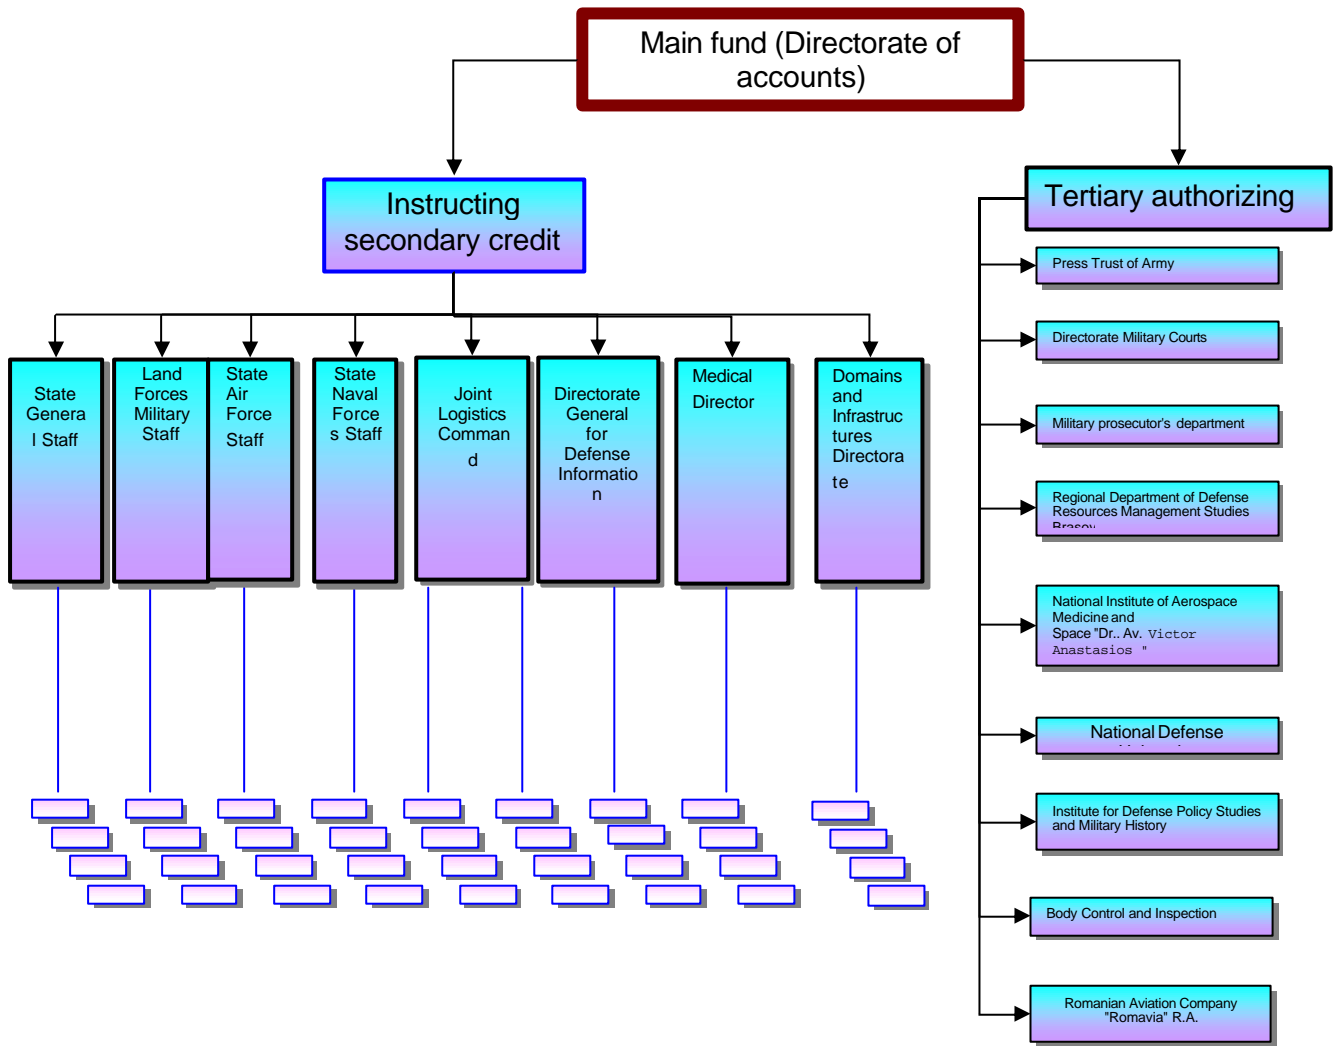 Main fund (Directorate of
accounts)
Instructing
secondary credit
Tertiary authorizing
State
Genera
l Staff
Land
Forces
Military
Staff
State
Air
Force
Staff
State
Naval
Force
s Staff
Joint
Logistics
Comman
d
Directorate
General
for
Defense
Informatio
n
Medical
Director
Domains
and
Infrastruc
tures
Directora
te
Press Trust of Army
Directorate Military Courts
Military prosecutor's department
Regional Department of Defense
Resources Management Studies
Brasov
National Institute of Aerospace
Medicine and
Space "Dr.. Av. Victor
Anastasios "
National Defense
Institute for Defense Policy Studies
and Military History
Body Control and Inspection
Romanian Aviation Company
"Romavia" R.A.